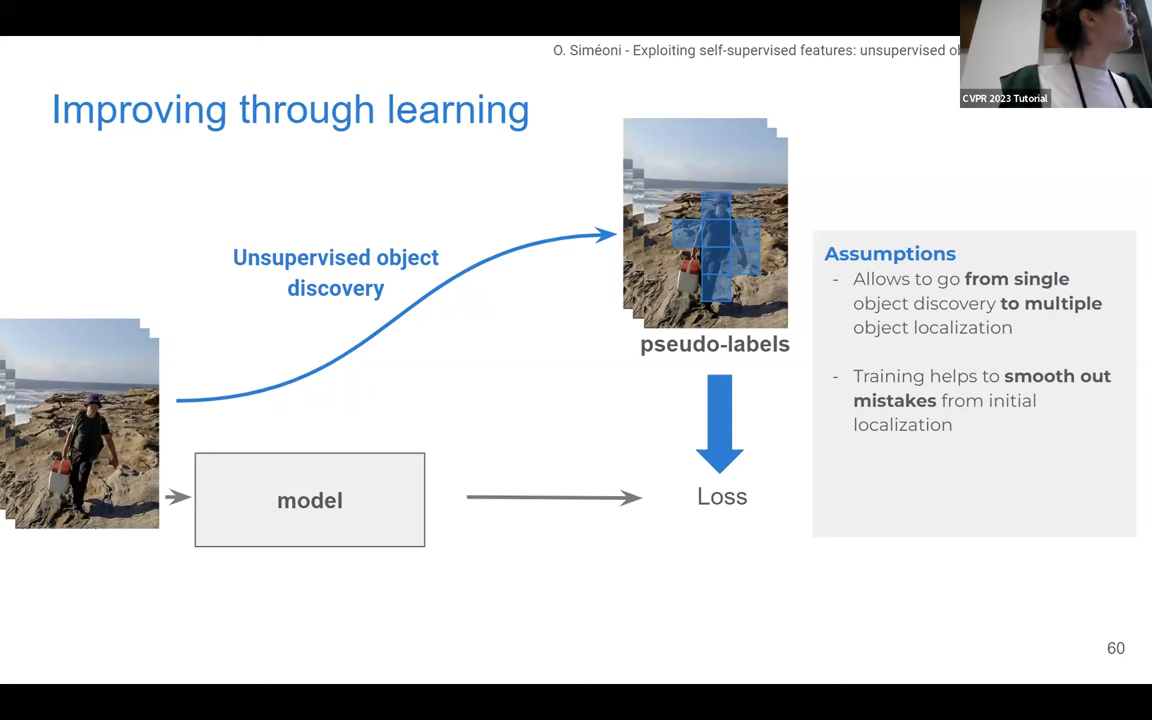 O. Siméoni - Exploiting self-supervised features: unsupervised
CVPR 2023 Tutorial
Improving through learning
Unsupervised object
discovery
pseudo-labels
Assumptions
- Allows to go from single
object discovery to multiple
object localization
- Training helps to smooth out
mistakes from initial
localization
model
Loss
60